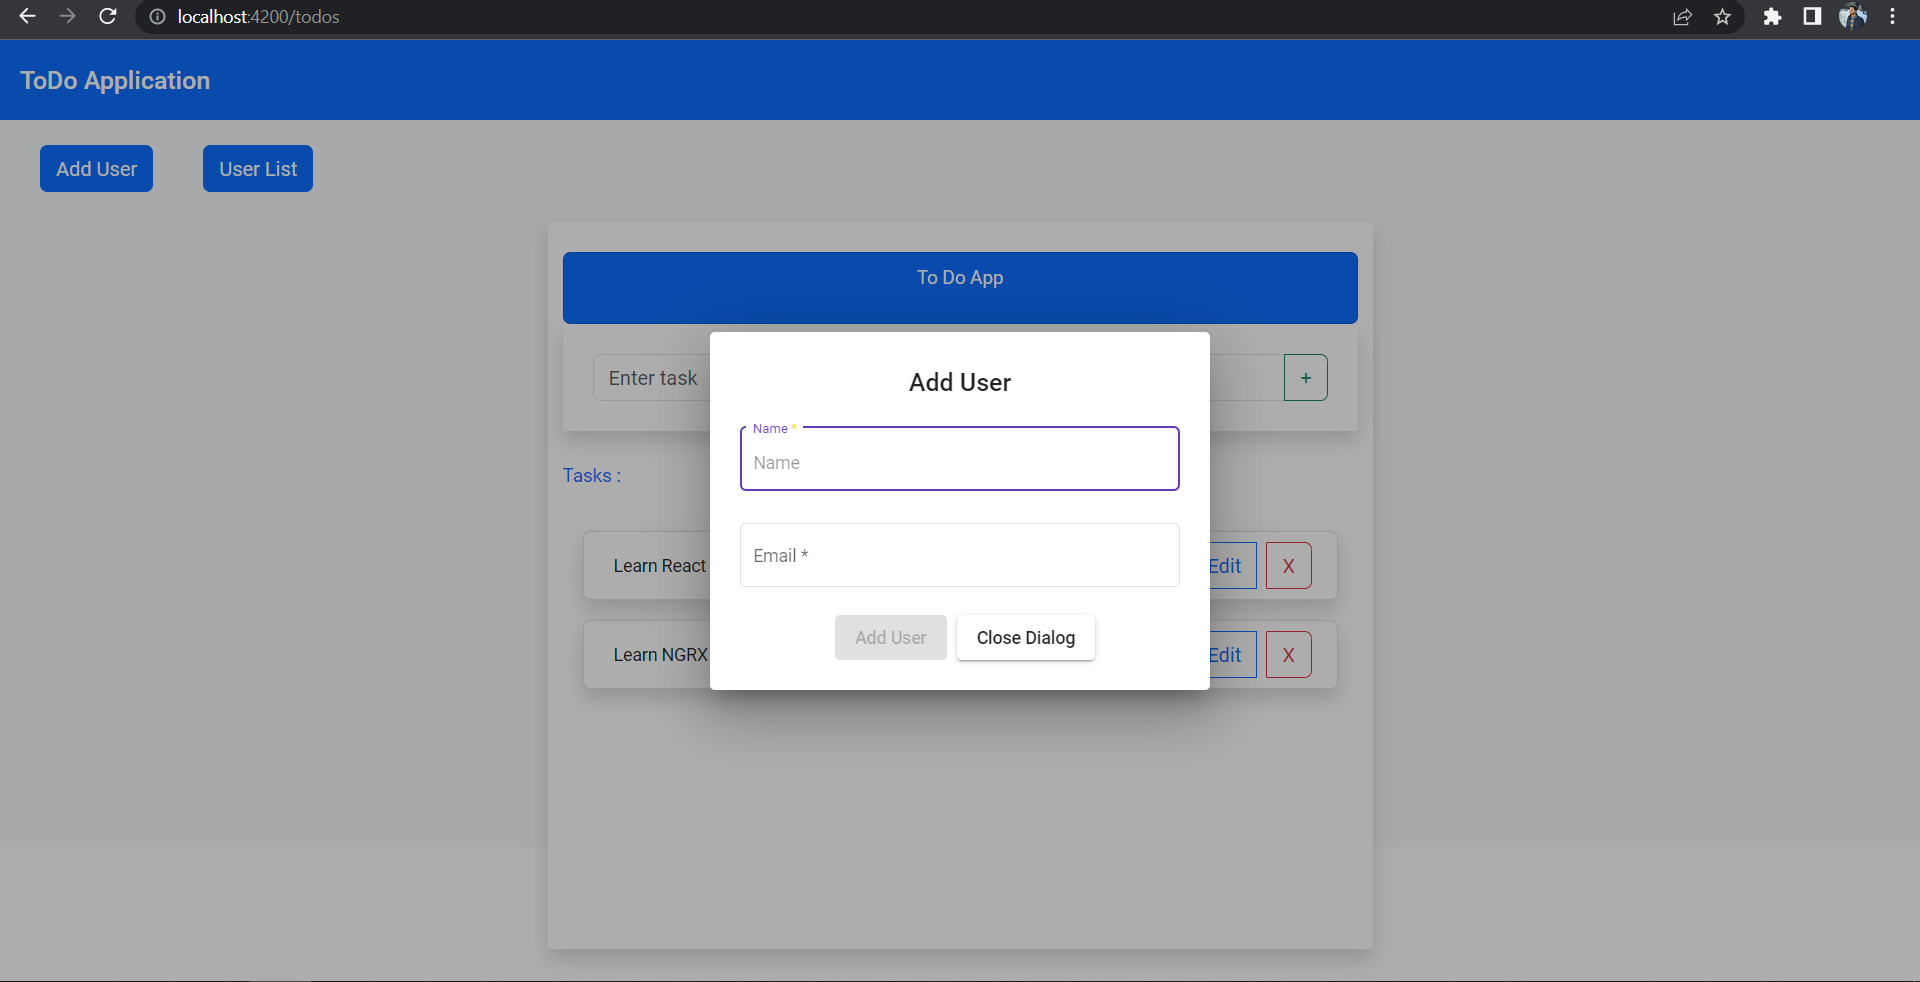 localhost:4200/todos
ToDo Application
Add User
User List
To Do App
Enter task
+
Add User
Name *
Name
Tasks :
Email *
Learn React
Edit
X
Add User
Close Dialog
Learn NGRX
Edit
X